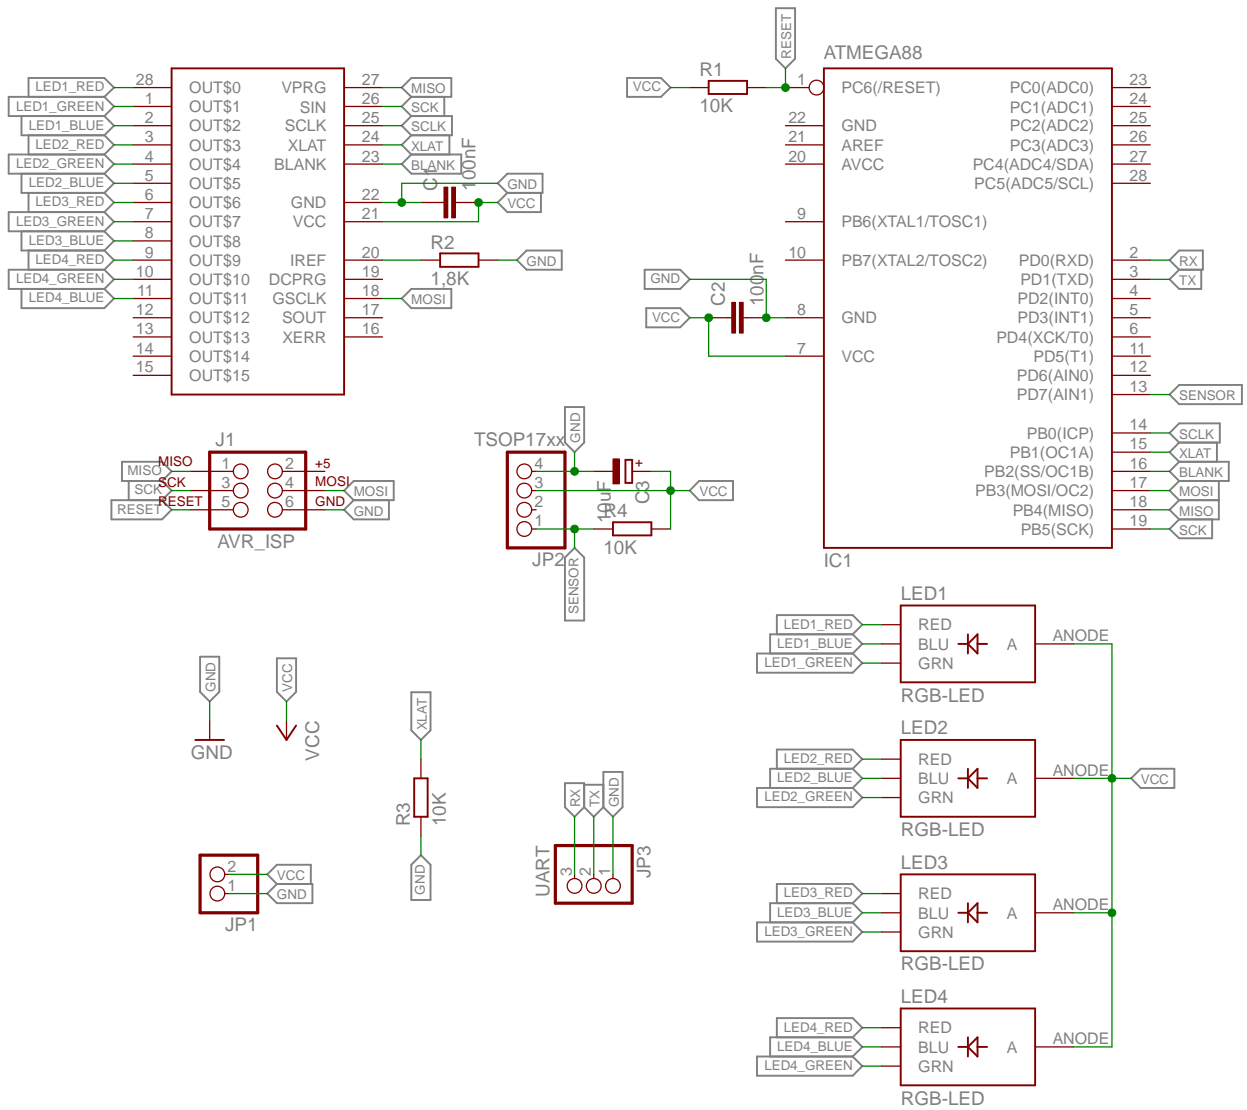 LED1_RED 28 OUT$0 VPRG 27 MISO
LED1_GREEN 1 OUT$1 SIN 26 SCK
LED1_BLUE 2 OUT$2 SCLK 25 SCLK
LED2_RED 3 OUT$3 XLAT 24 XLAT
LED2_GREEN 4 OUT$4 BLANK 23 BLANK
LED2_BLUE 5 OUT$5
LED3_RED 6 OUT$6 GND 22
LED3_GREEN 7 OUT$7 VCC 21
LED3_BLUE 8 OUT$8
LED4_RED 9 OUT$9 IREF 20
LED4_GREEN 10 OUT$10 DCPRG 19
LED4_BLUE 11 OUT$11 GSCLK 18 MOSI
12 OUT$12 SOUT 17
13 OUT$13 XERR 16
14 OUT$14
15 OUT$15
C1
100nF
GND
VCC
R2
1,8K
GND
RESET
R1
VCC
10K
ATMEGA88
1 PC6(/RESET) PC0(ADC0) 23
PC1(ADC1) 24
22 GND PC2(ADC2) 25
21 AREF PC3(ADC3) 26
20 AVCC PC4(ADC4/SDA) 27
PC5(ADC5/SCL) 28
9 PB6(XTAL1/TOSC1)
10 PB7(XTAL2/TOSC2) PD0(RXD) 2 RX
PD1(TXD) 3 TX
PD2(INT0) 4
8 GND PD3(INT1) 5
PD4(XCK/T0) 6
7 VCC PD5(T1) 11
PD6(AIN0) 12
PD7(AIN1) 13 SENSOR
PB0(ICP) 14 SCLK
PB1(OC1A) 15 XLAT
PB2(SS/OC1B) 16 BLANK
PB3(MOSI/OC2) 17 MOSI
PB4(MISO) 18 MISO
PB5(SCK) 19 SCK
IC1
GND
C2
100nF
VCC
J1
MISO MISO 1 2 +5
SCK SCK 3 4 MOSI MOSI
RESET RESET 5 6 GND GND
AVR_ISP
TSOP17xx
GND
4
3
2
1
JP2
+
10uF
C3
VCC
R4
10K
SENSOR
GND
GND
VCC
VCC
XLAT
R3
10K
GND
2 VCC
1 GND
JP1
RX
TX
GND
UART
3
2
1
JP3
LED1
LED1_RED RED
LED1_BLUE BLU A ANODE
LED1_GREEN GRN
RGB-LED
LED2
LED2_RED RED
LED2_BLUE BLU A ANODE VCC
LED2_GREEN GRN
RGB-LED
LED3
LED3_RED RED
LED3_BLUE BLU A ANODE
LED3_GREEN GRN
RGB-LED
LED4
LED4_RED RED
LED4_BLUE BLU A ANODE
LED4_GREEN GRN
RGB-LED